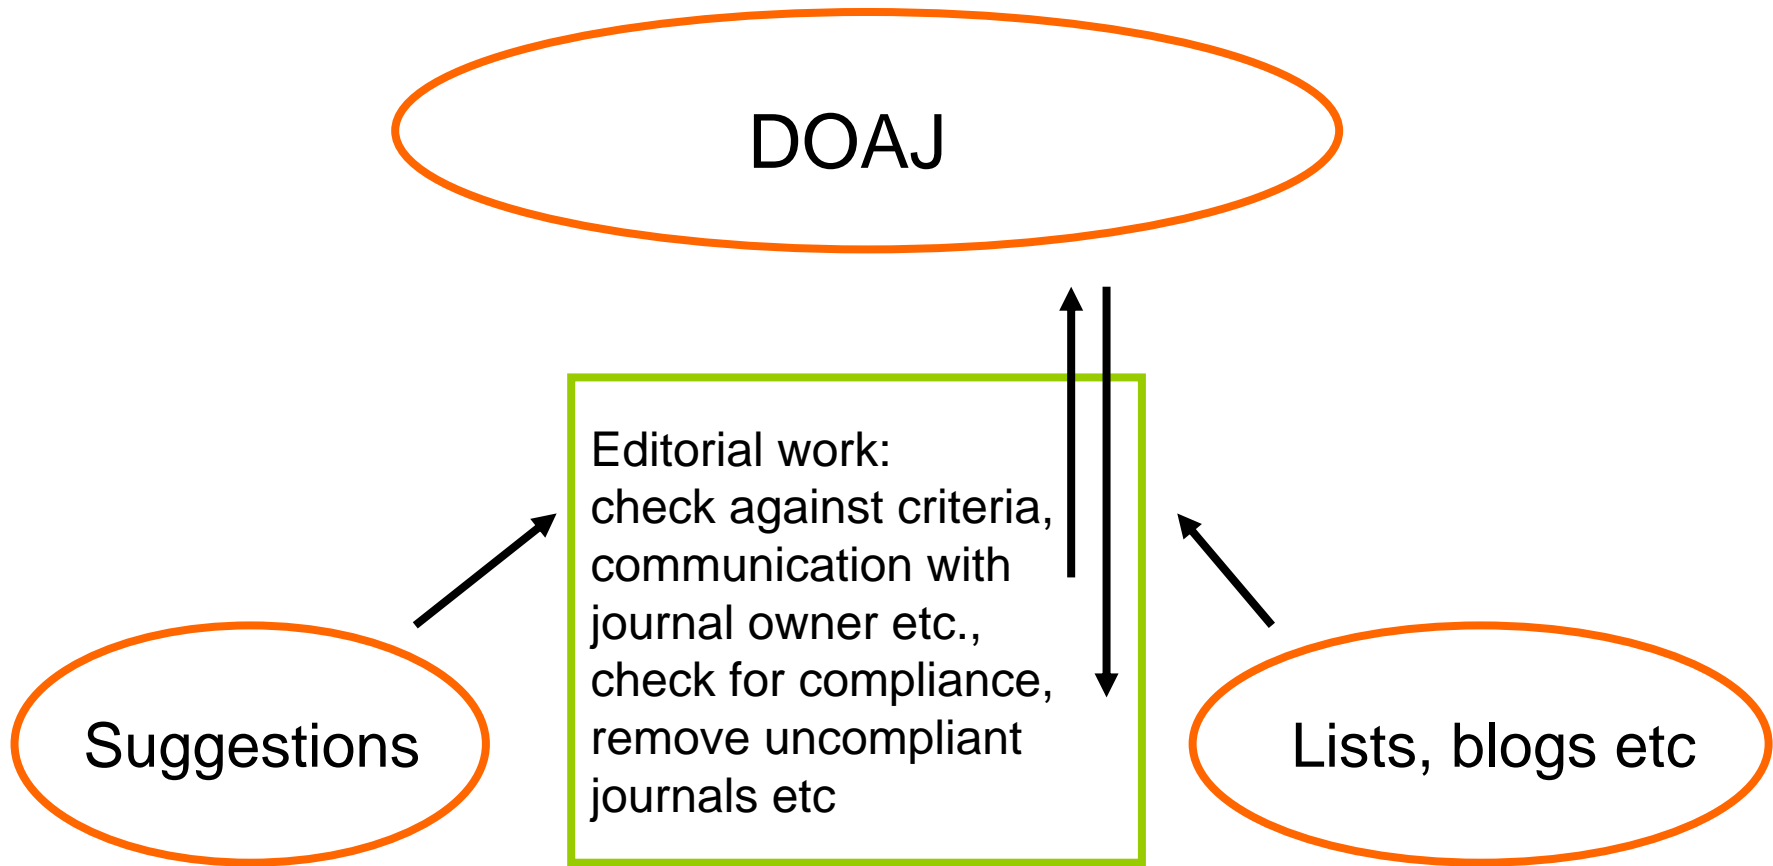 DOAJ
Editorial work:
check against criteria,
communication with
journal owner etc.,
check for compliance,
remove uncompliant
journals etc
Suggestions
Lists, blogs etc